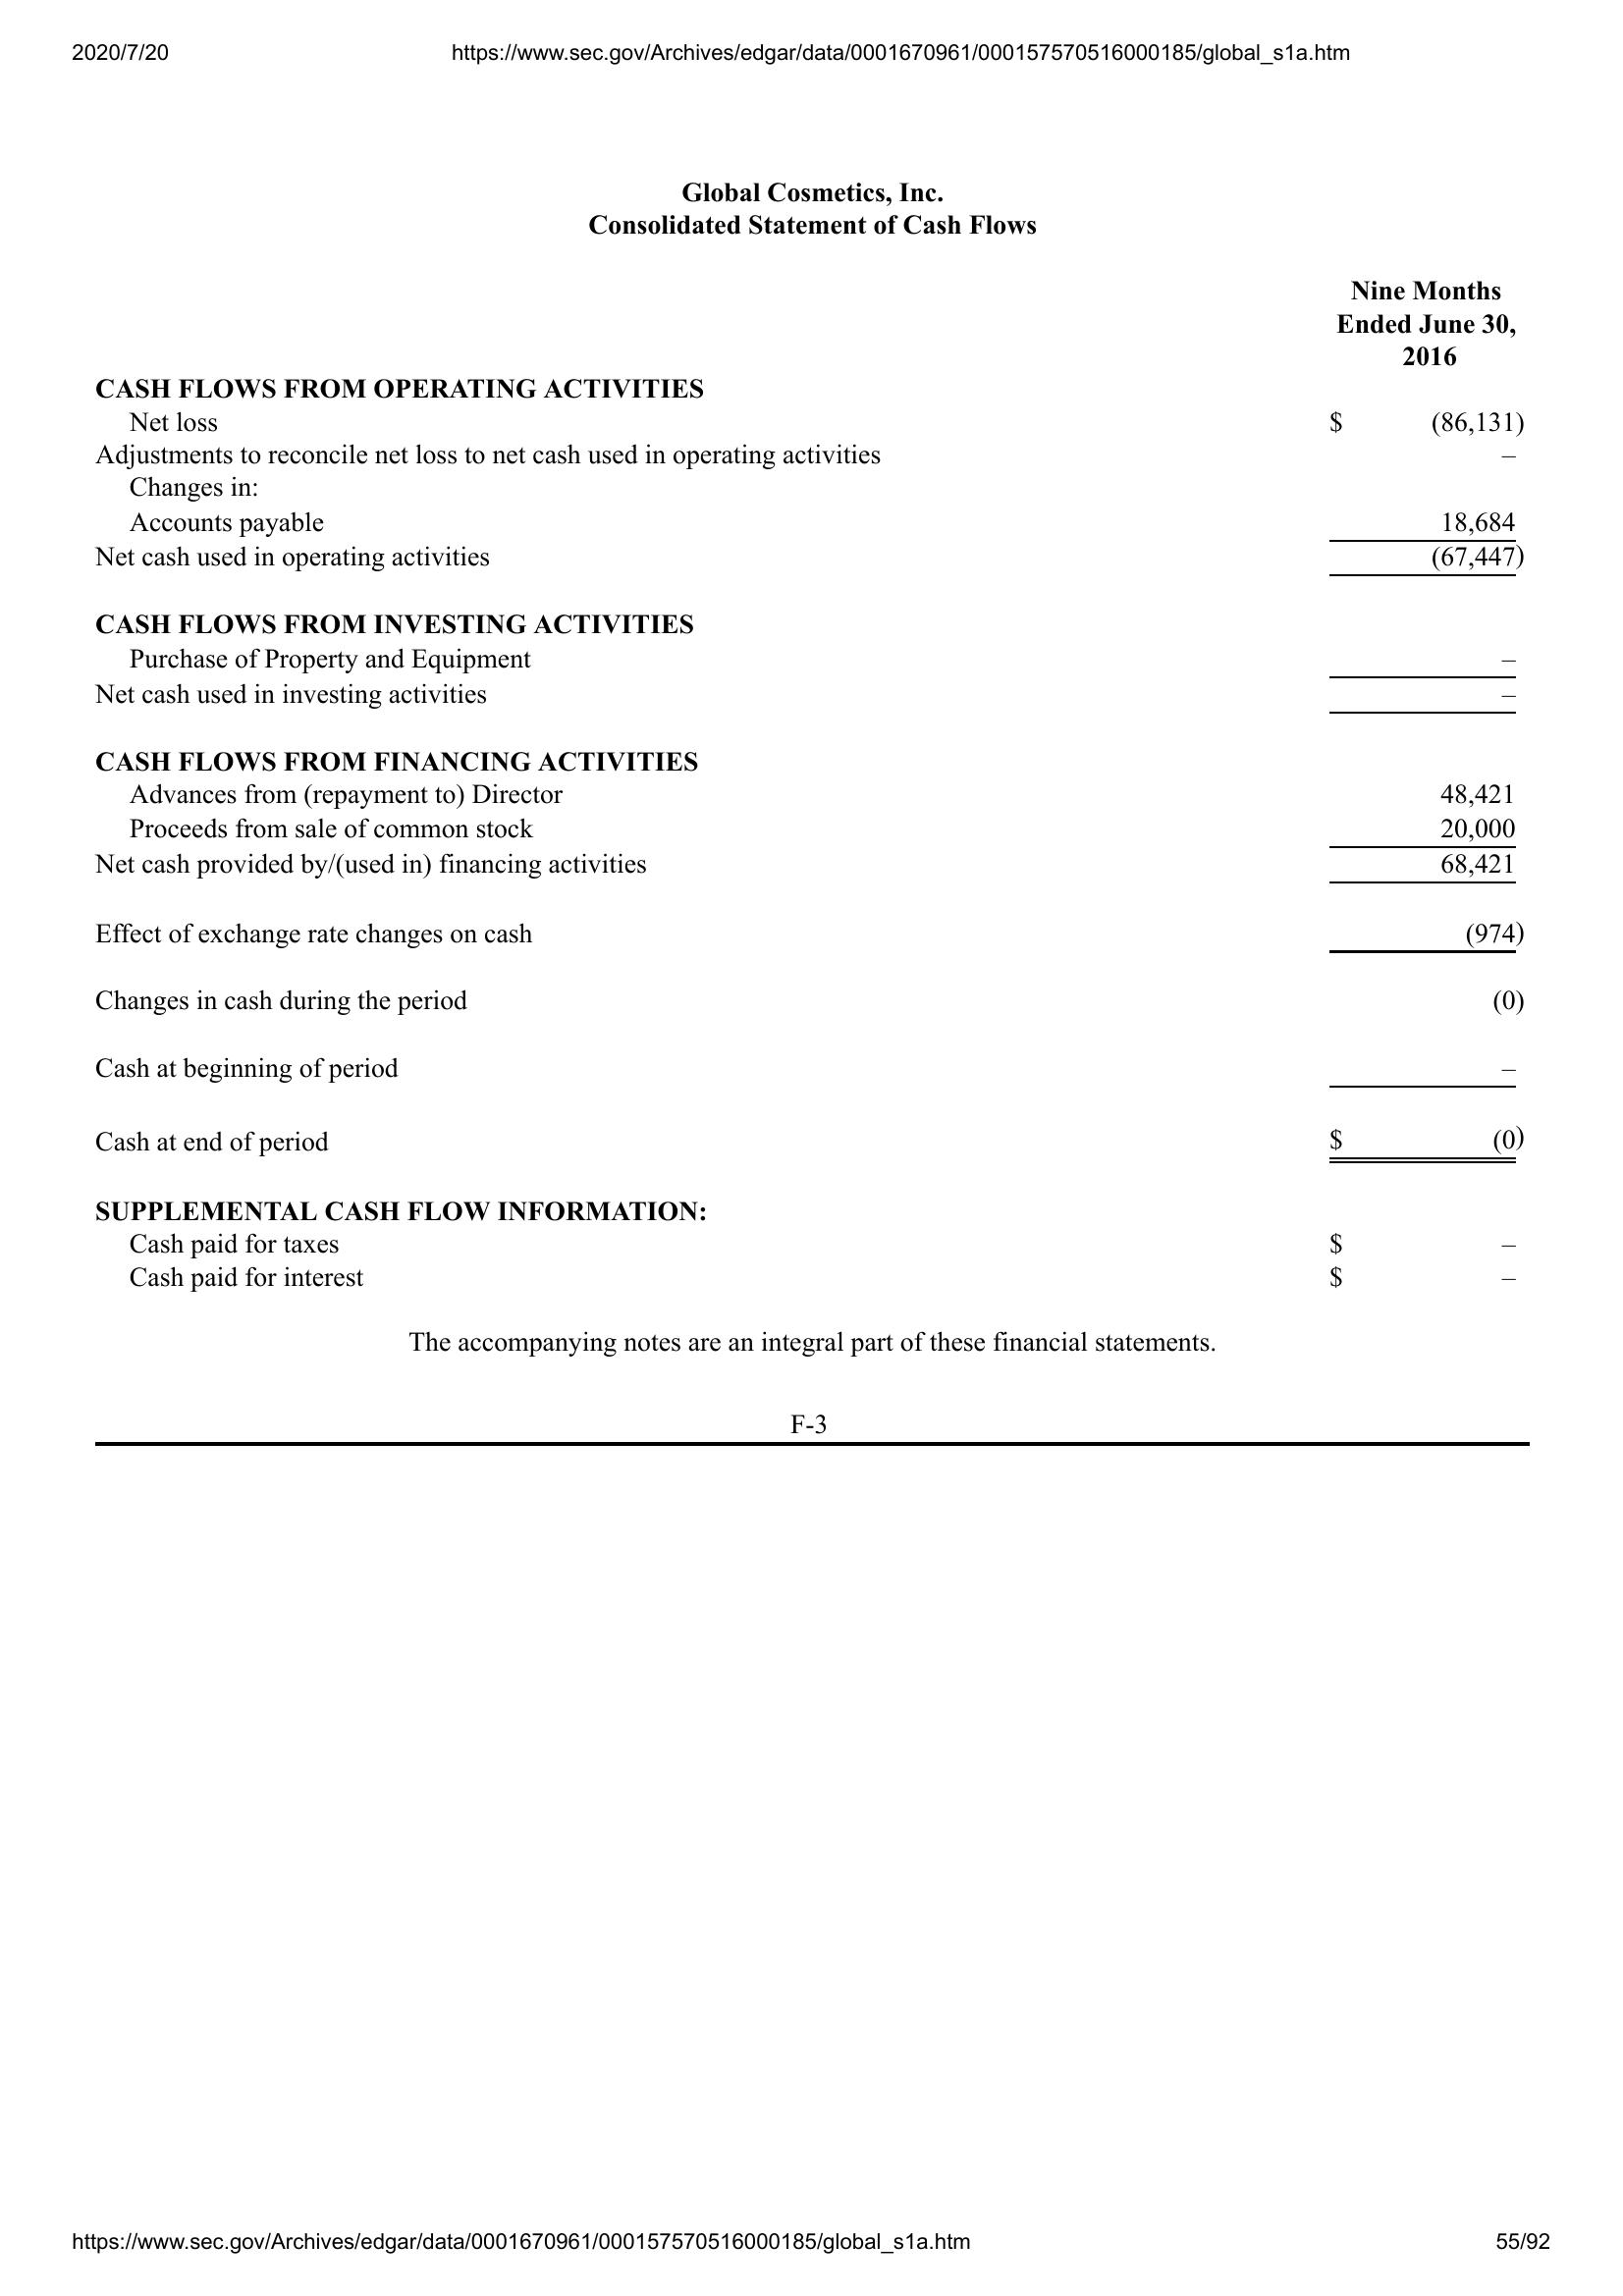 2020/7/20 https://www.sec.gov/Archives/edgar/data/0001670961/000157570516000185/global_s1a.htm
Global Cosmetics, Inc.
Consolidated Statement of Cash Flows
Nine Months
Ended June 30,
2016
CASH FLOWS FROM OPERATING ACTIVITIES
Net loss $ (86,131)
Adjustments to reconcile net loss to net cash used in operating activities –
Changes in:
Accounts payable 18,684
Net cash used in operating activities (67,447)
CASH FLOWS FROM INVESTING ACTIVITIES
Purchase of Property and Equipment –
Net cash used in investing activities –
CASH FLOWS FROM FINANCING ACTIVITIES
Advances from (repayment to) Director 48,421
Proceeds from sale of common stock 20,000
Net cash provided by/(used in) financing activities 68,421
Effect of exchange rate changes on cash (974)
Changes in cash during the period (0)
Cash at beginning of period –
Cash at end of period $ (0)
SUPPLEMENTAL CASH FLOW INFORMATION:
Cash paid for taxes $ –
Cash paid for interest $ –
The accompanying notes are an integral part of these financial statements.
F-3
https://www.sec.gov/Archives/edgar/data/0001670961/000157570516000185/global_s1a.htm 55/92